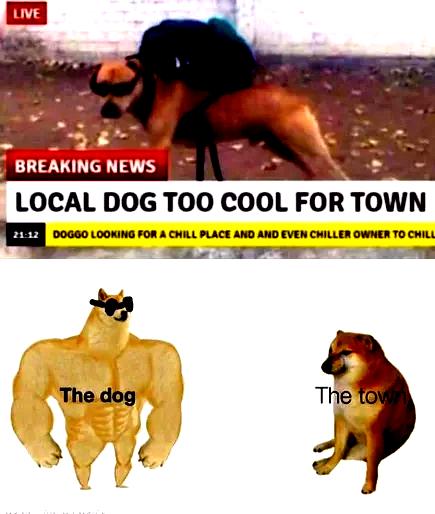 LIVE
BREAKING NEWS
LOCAL DOG TOO COOL FOR TOWN
21:12 DOGGO LOOKING FOR A CHILL PLACE AND AND EVEN CHILLER OWNER TO CHILL
The dog
The town